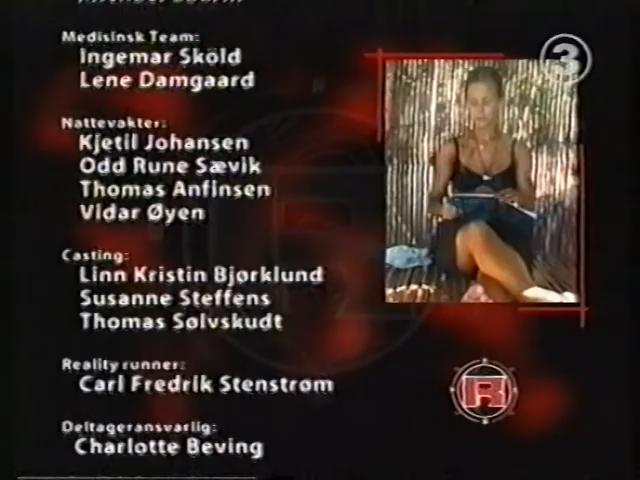 Medisinsk Team:
Ingemar Sköld
Lene Damgaard
Nattevakter:
Kjetil Johansen
Odd Rune Sævik
Thomas Anfinsen
Vidar Øyen
Casting:
Linn Kristin Bjørklund
Susanne Steffens
Thomas Sølvskudt
Reality runner:
Carl Fredrik Stenstrøm
Deltageransvarlig:
Charlotte Beving
3
R